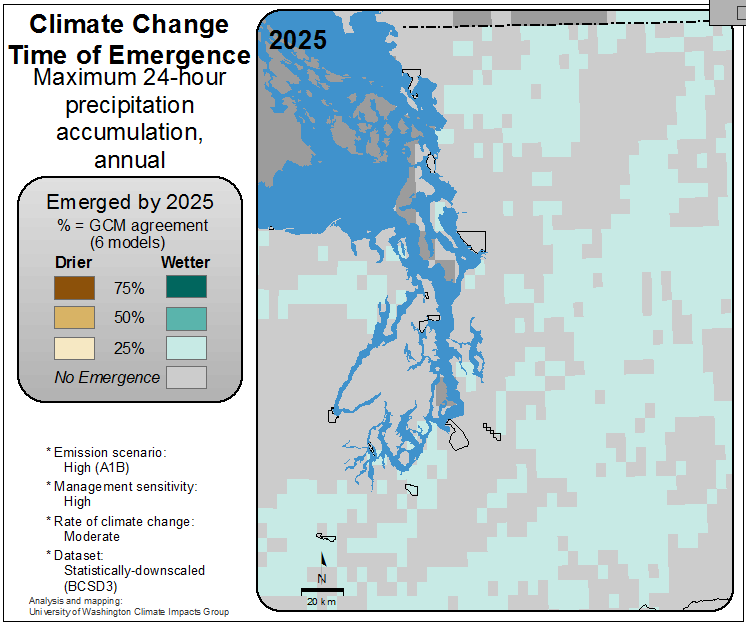 Climate Change
Time of Emergence
Maximum 24-hour
precipitation
accumulation,
annual
Emerged by 2025
% = GCM agreement
(6 models)
Drier Wetter
75%
50%
25%
No Emergence
* Emission scenario:
High (A1B)
* Management sensitivity:
High
* Rate of climate change:
Moderate
* Dataset:
Statistically-downscaled
(BCSD3)
Analysis and mapping:
University of Washington Climate Impacts Group
2025
N
20 km